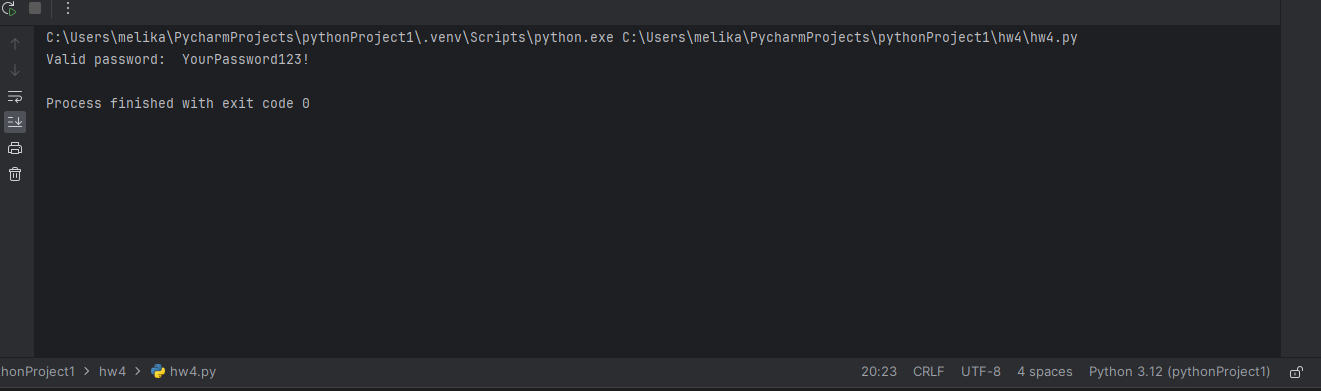 C:\Users\melika\PycharmProjects\pythonProject1\.venv\Scripts\python.exe C:\Users\melika\PycharmProjects\pythonProject1\hw4\hw4.py
Valid password:  YourPassword123!
Process finished with exit code 0
honProject1 > hw4 > hw4.py 20:23 CRLF UTF-8 4 spaces Python 3.12 (pythonProject1)